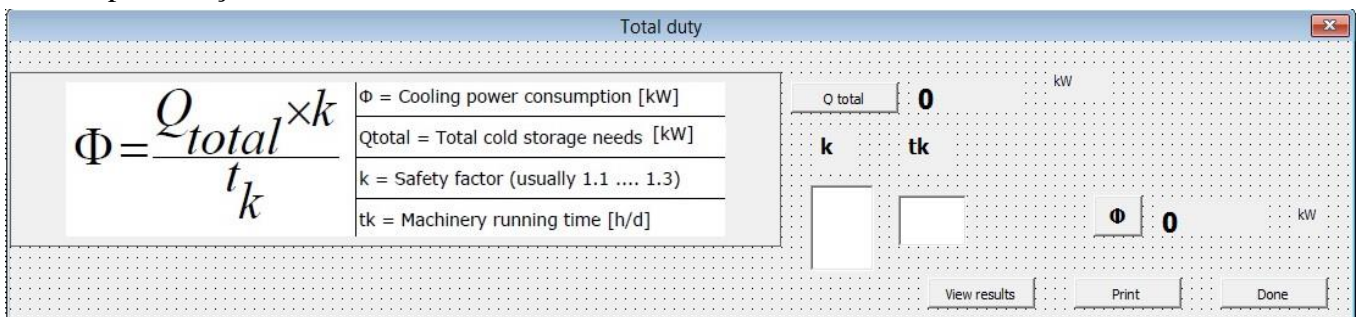 Total duty
Φ = Q total × k / t k
Φ = Cooling power consumption [kW]
Qtotal = Total cold storage needs [kW]
k = Safety factor (usually 1.1 .... 1.3)
tk = Machinery running time [h/d]
Q total 0 kW
k tk
Φ 0 kW
View results Print Done